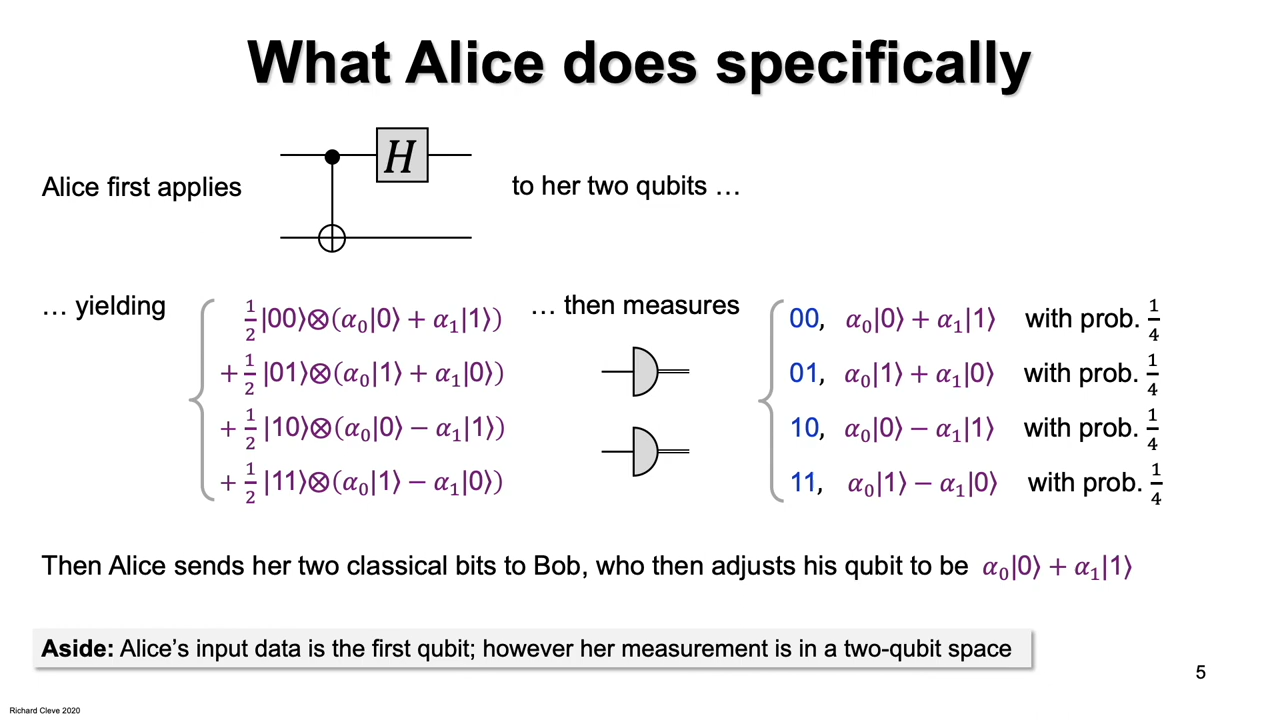 What Alice does specifically
Alice first applies
H
to her two qubits …
… yielding
½|00⟩⊗(α₀|0⟩ + α₁|1⟩)
+ ½|01⟩⊗(α₀|1⟩ + α₁|0⟩)
+ ½|10⟩⊗(α₀|0⟩ − α₁|1⟩)
+ ½|11⟩⊗(α₀|1⟩ − α₁|0⟩)
… then measures
00, α₀|0⟩ + α₁|1⟩ with prob. ¼
01, α₀|1⟩ + α₁|0⟩ with prob. ¼
10, α₀|0⟩ − α₁|1⟩ with prob. ¼
11, α₀|1⟩ − α₁|0⟩ with prob. ¼
Then Alice sends her two classical bits to Bob, who then adjusts his qubit to be α₀|0⟩ + α₁|1⟩
Aside: Alice’s input data is the first qubit; however her measurement is in a two-qubit space
5
Richard Cleve 2020